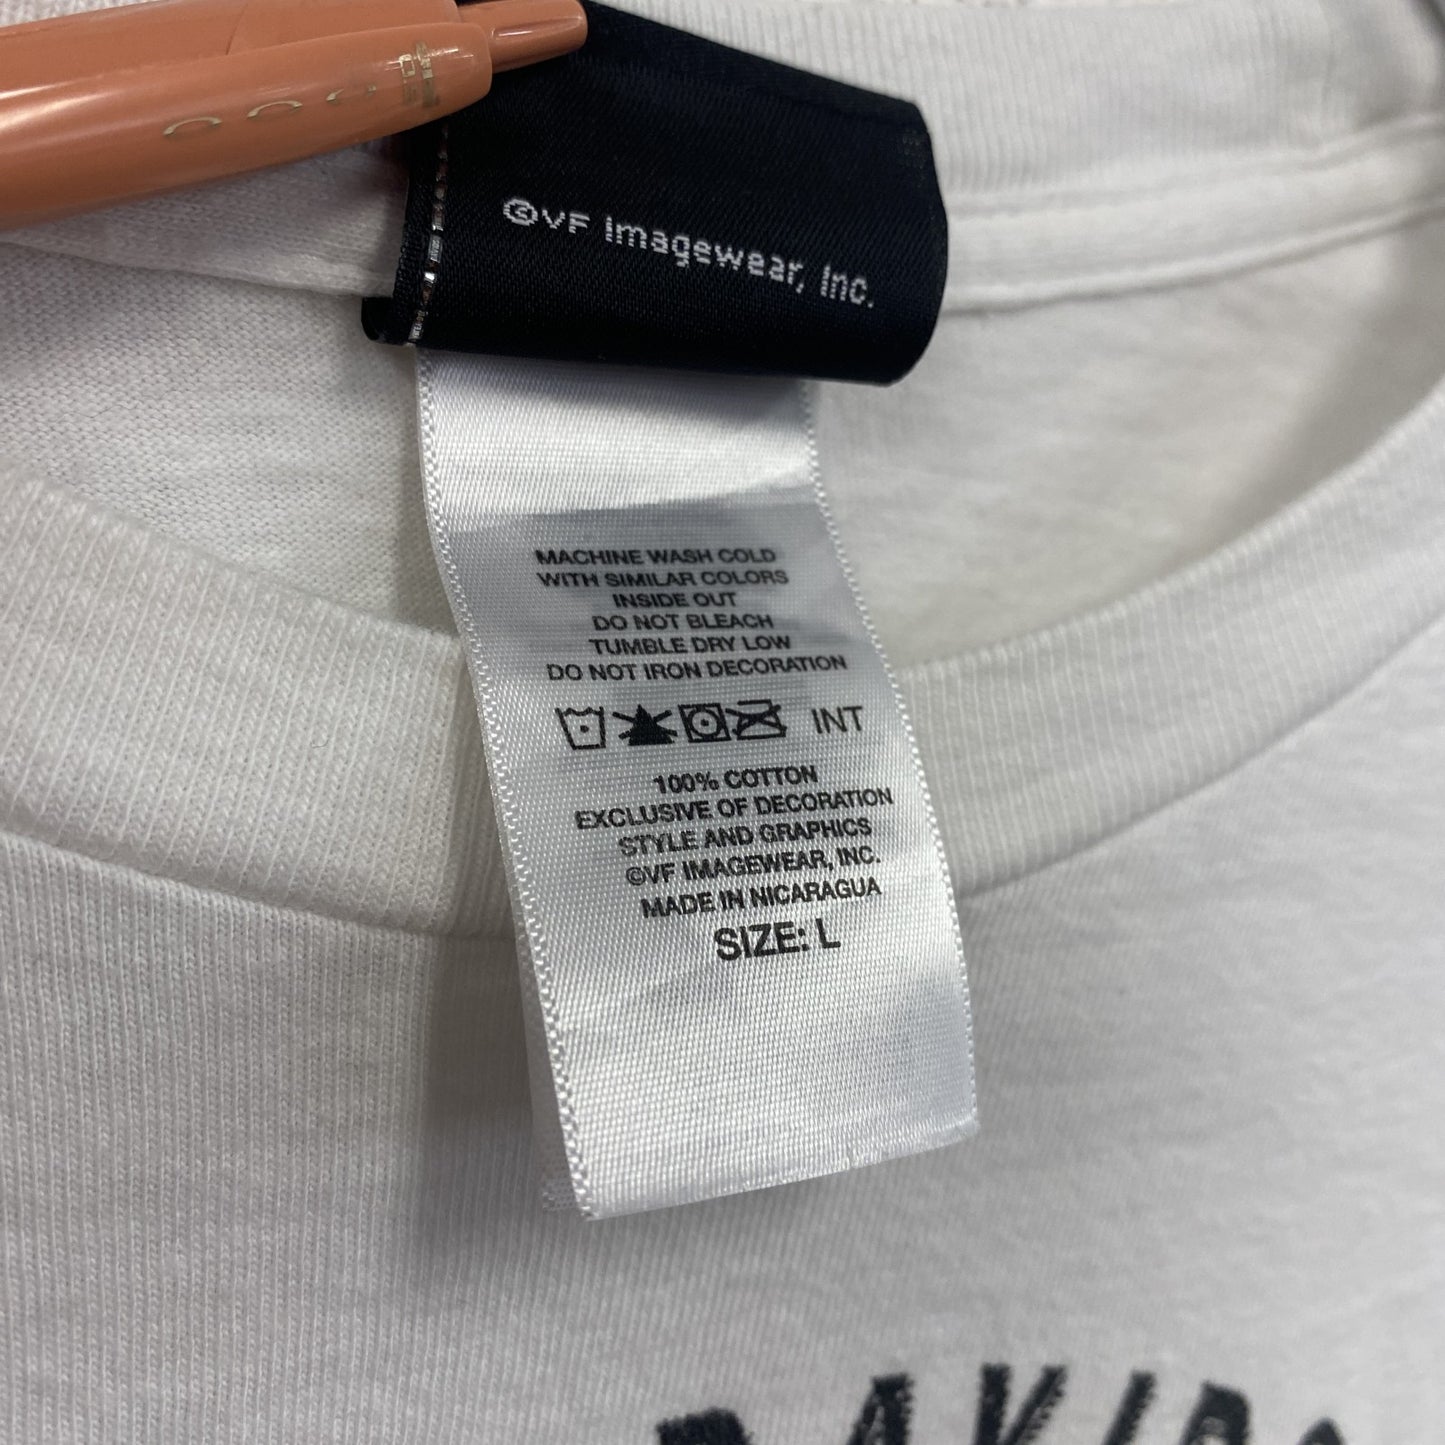 ©VF Imagewear, Inc.
MACHINE WASH COLD
WITH SIMILAR COLORS
INSIDE OUT
DO NOT BLEACH
TUMBLE DRY LOW
DO NOT IRON DECORATION
INT
100% COTTON
EXCLUSIVE OF DECORATION
STYLE AND GRAPHICS
©VF IMAGEWEAR, INC.
MADE IN NICARAGUA
SIZE: L